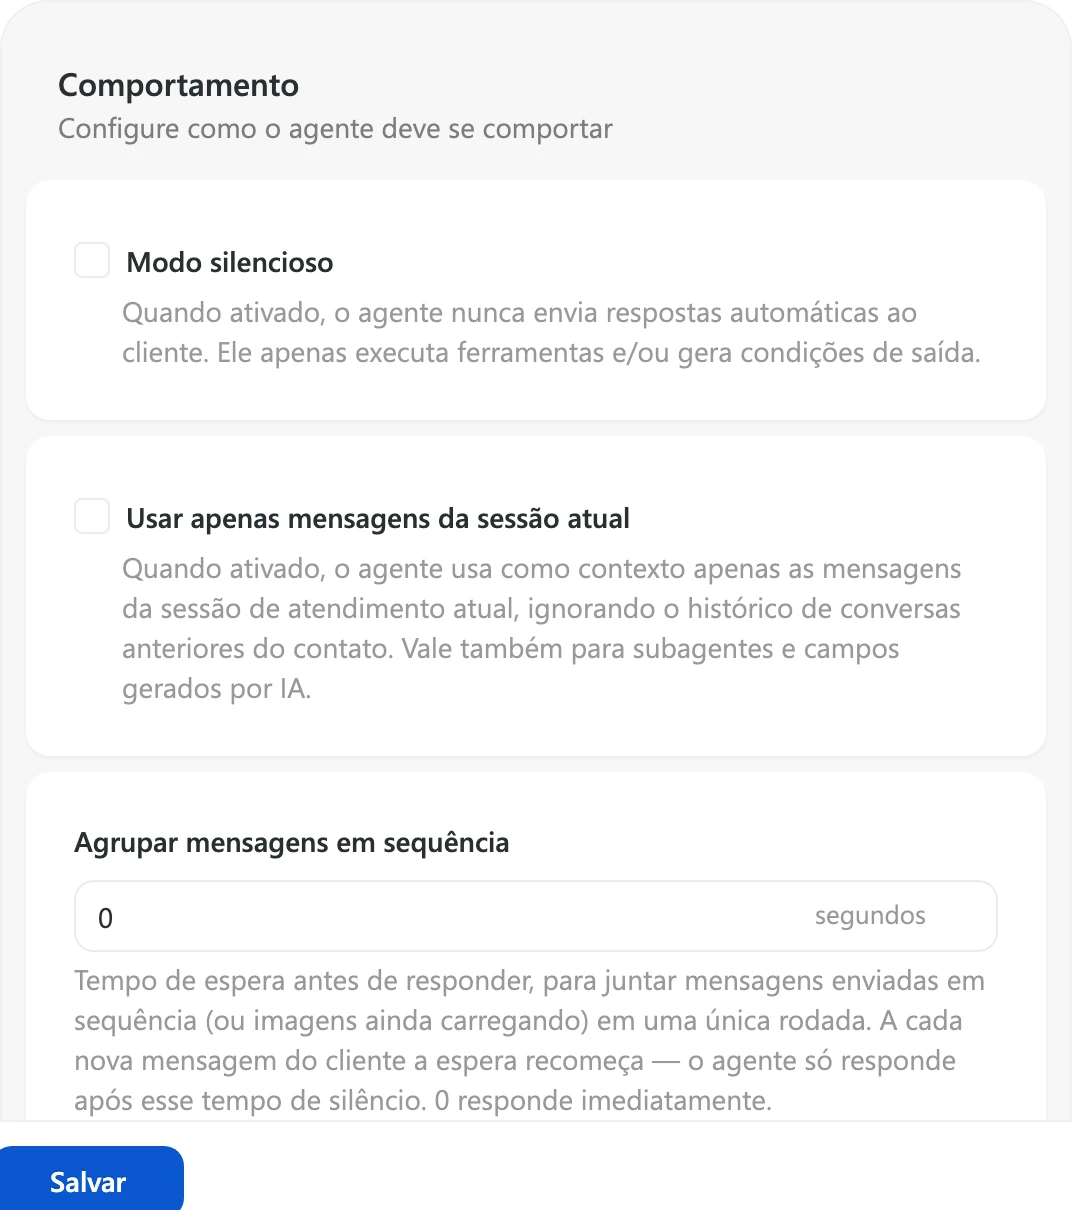 Comportamento
Configure como o agente deve se comportar
Modo silencioso
Quando ativado, o agente nunca envia respostas automáticas ao
cliente. Ele apenas executa ferramentas e/ou gera condições de saída.
Usar apenas mensagens da sessão atual
Quando ativado, o agente usa como contexto apenas as mensagens
da sessão de atendimento atual, ignorando o histórico de conversas
anteriores do contato. Vale também para subagentes e campos
gerados por IA.
Agrupar mensagens em sequência
0 segundos
Tempo de espera antes de responder, para juntar mensagens enviadas em
sequência (ou imagens ainda carregando) em uma única rodada. A cada
nova mensagem do cliente a espera recomeça — o agente só responde
após esse tempo de silêncio. 0 responde imediatamente.
Salvar